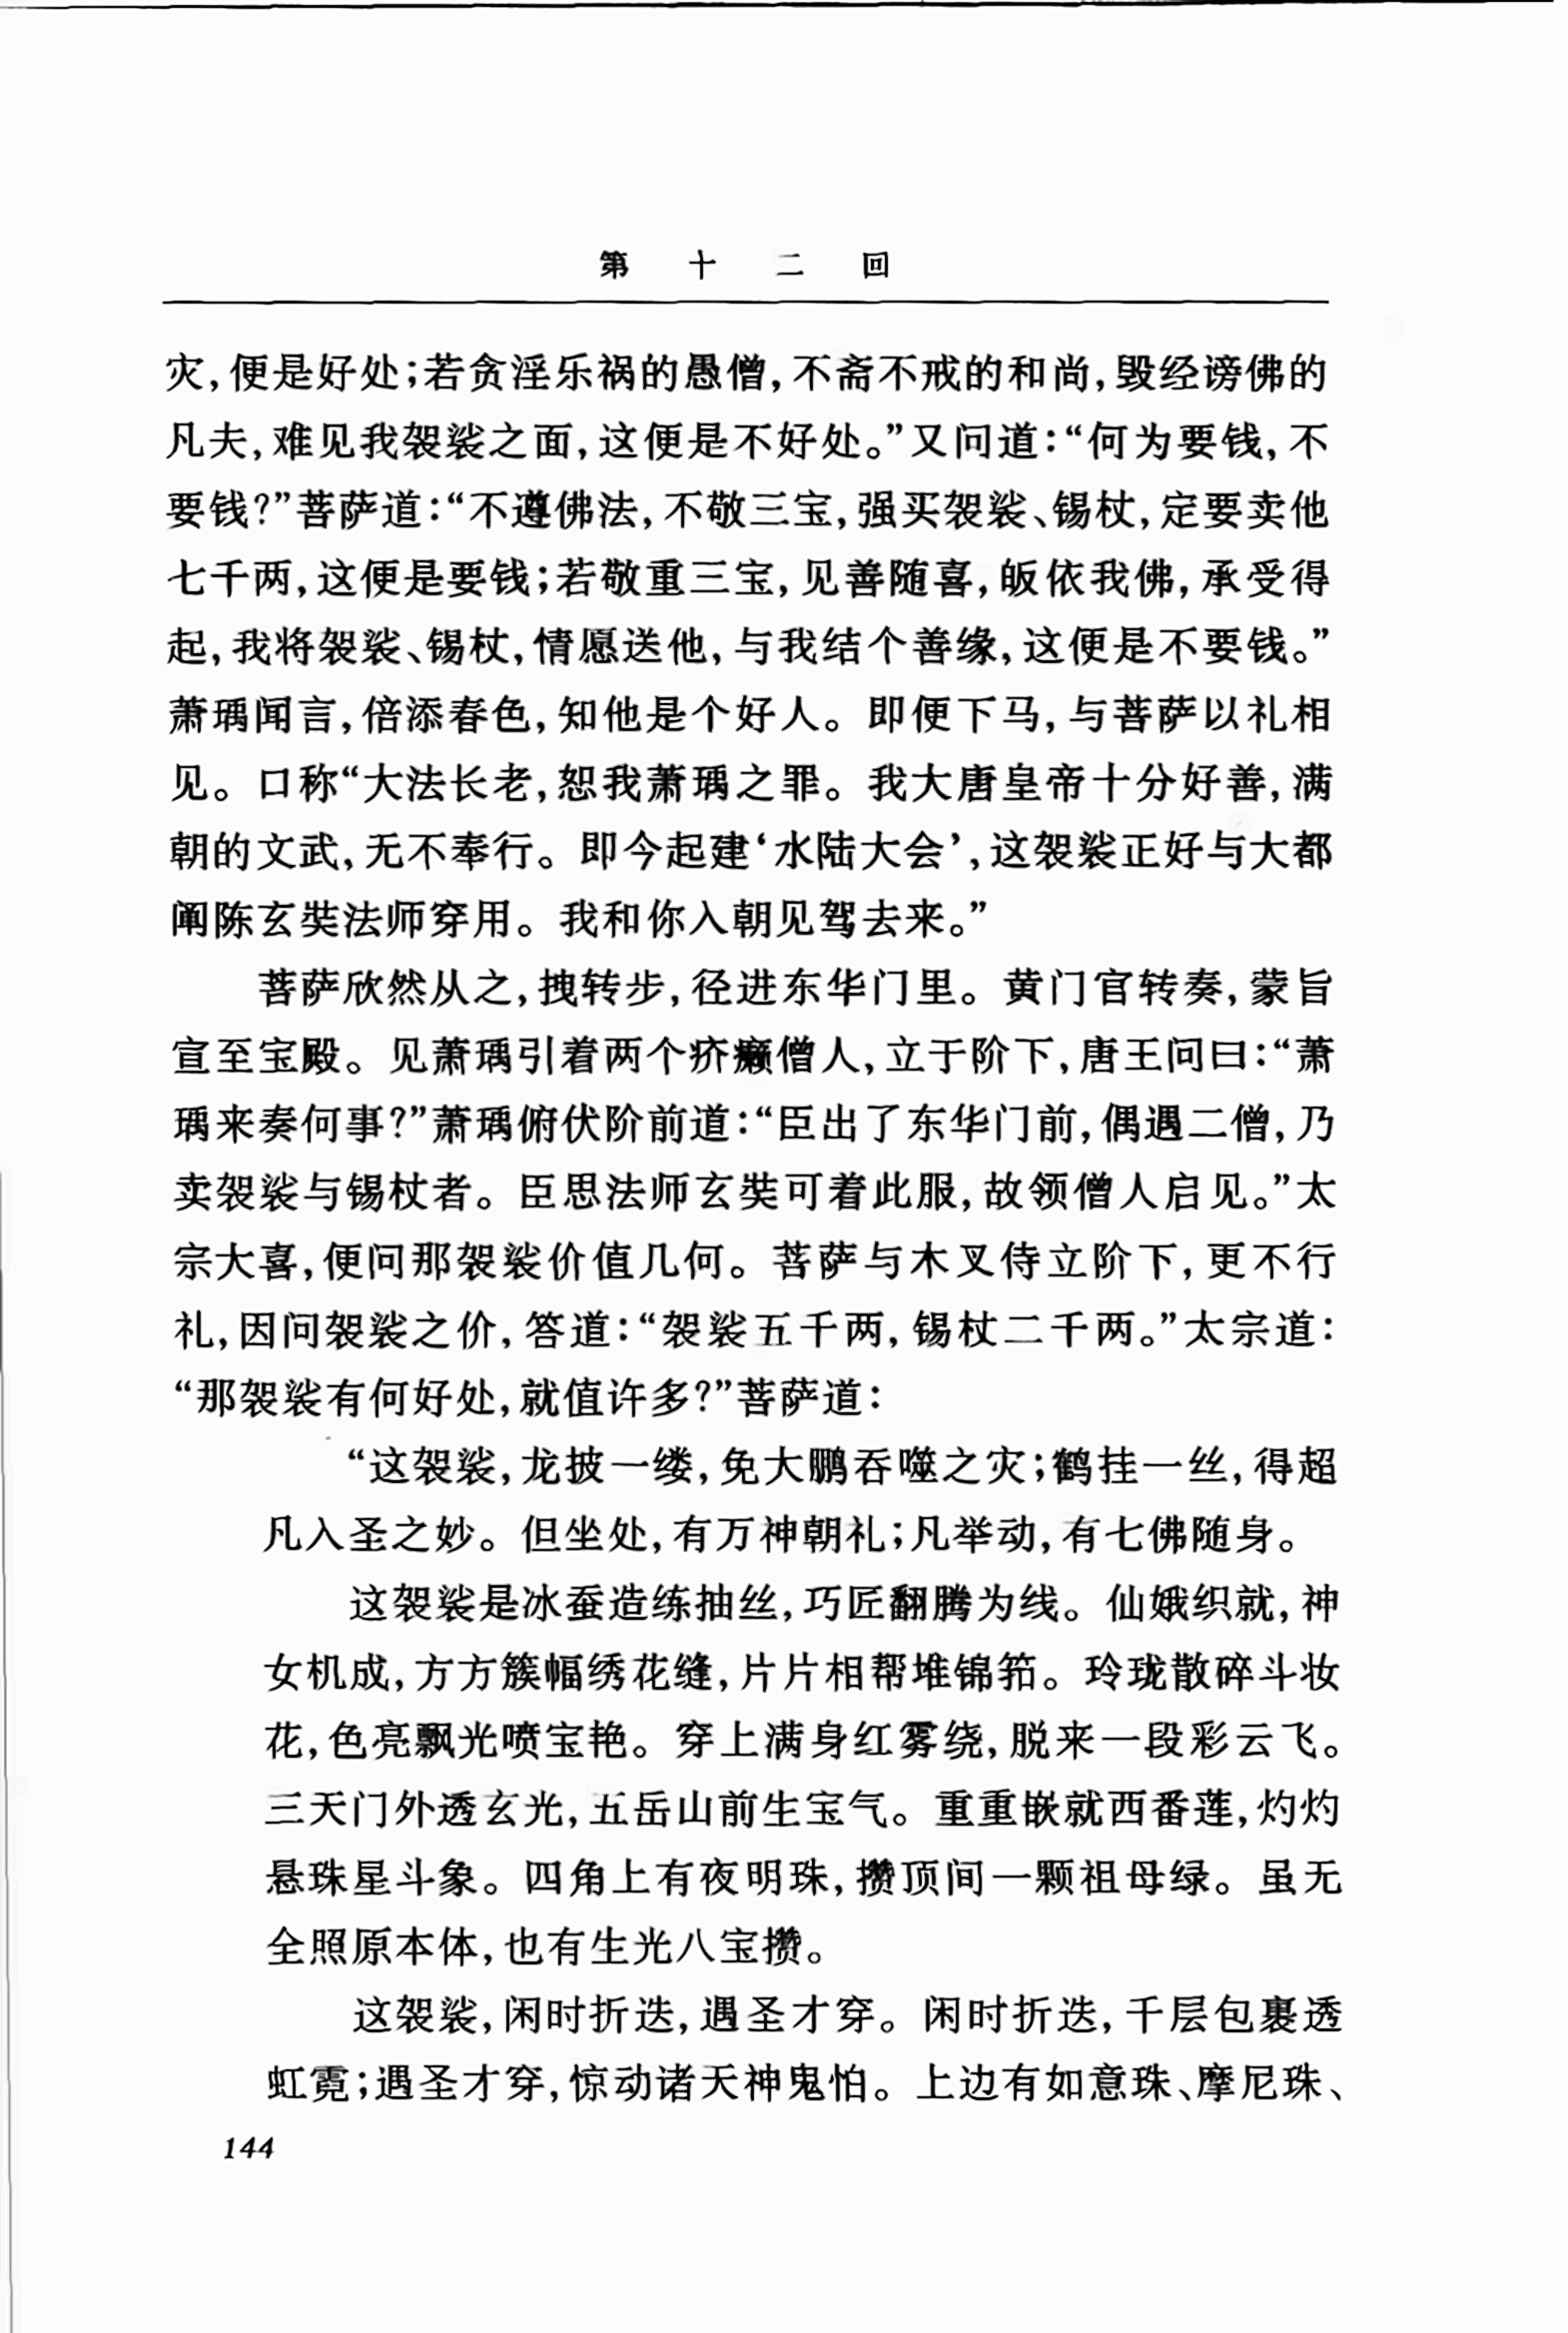 第十二回
灾,便是好处;若贪淫乐祸的愚僧,不斋不戒的和尚,毁经谤佛的
凡夫,难见我袈裟之面,这便是不好处。”又问道:“何为要钱,不
要钱?”菩萨道:“不遵佛法,不敬三宝,强买袈裟、锡杖,定要卖他
七千两,这便是要钱;若敬重三宝,见善随喜,皈依我佛,承受得
起,我将袈裟、锡杖,情愿送他,与我结个善缘,这便是不要钱。”
萧瑀闻言,倍添春色,知他是个好人。即便下马,与菩萨以礼相
见。口称“大法长老,恕我萧瑀之罪。我大唐皇帝十分好善,满
朝的文武,无不奉行。即今起建‘水陆大会’,这袈裟正好与大都
阐陈玄奘法师穿用。我和你入朝见驾去来。”
菩萨欣然从之,拽转步,径进东华门里。黄门官转奏,蒙旨
宣至宝殿。见萧瑀引着两个疥癞僧人,立于阶下,唐王问曰:“萧
瑀来奏何事?”萧瑀俯伏阶前道:“臣出了东华门前,偶遇二僧,乃
卖袈裟与锡杖者。臣思法师玄奘可着此服,故领僧人启见。”太
宗大喜,便问那袈裟价值几何。菩萨与木叉侍立阶下,更不行
礼,因问袈裟之价,答道:“袈裟五千两,锡杖二千两。”太宗道:
“那袈裟有何好处,就值许多?”菩萨道:
“这袈裟,龙披一缕,免大鹏吞噬之灾;鹤挂一丝,得超
凡入圣之妙。但坐处,有万神朝礼;凡举动,有七佛随身。
这袈裟是冰蚕造练抽丝,巧匠翻腾为线。仙娥织就,神
女机成,方方簇幅绣花缝,片片相帮堆锦筘。玲珑散碎斗妆
花,色亮飘光喷宝艳。穿上满身红雾绕,脱来一段彩云飞。
三天门外透玄光,五岳山前生宝气。重重嵌就西番莲,灼灼
悬珠星斗象。四角上有夜明珠,攒顶间一颗祖母绿。虽无
全照原本体,也有生光八宝攒。
这袈裟,闲时折迭,遇圣才穿。闲时折迭,千层包裹透
虹霓;遇圣才穿,惊动诸天神鬼怕。上边有如意珠、摩尼珠、
144